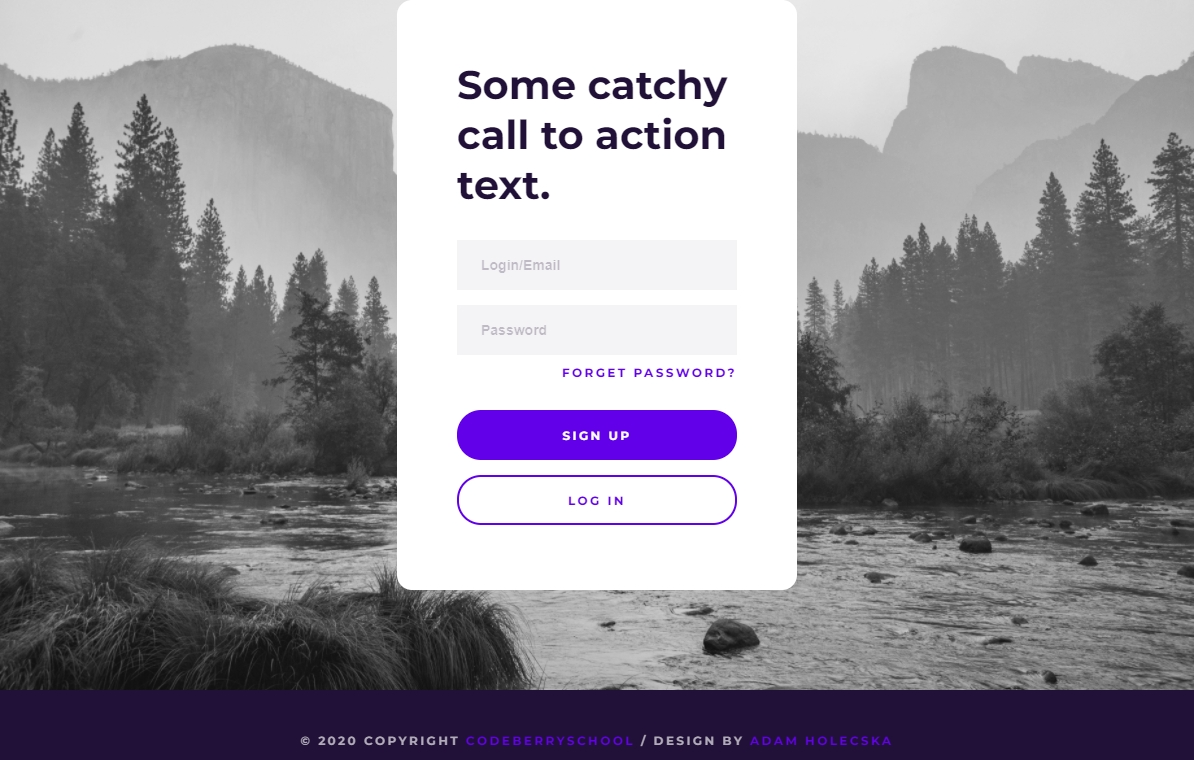 Some catchy
call to action
text.
Login/Email
Password
FORGET PASSWORD?
SIGN UP
LOG IN
© 2020 COPYRIGHT CODEBERRYSCHOOL / DESIGN BY ADAM HOLECSKA